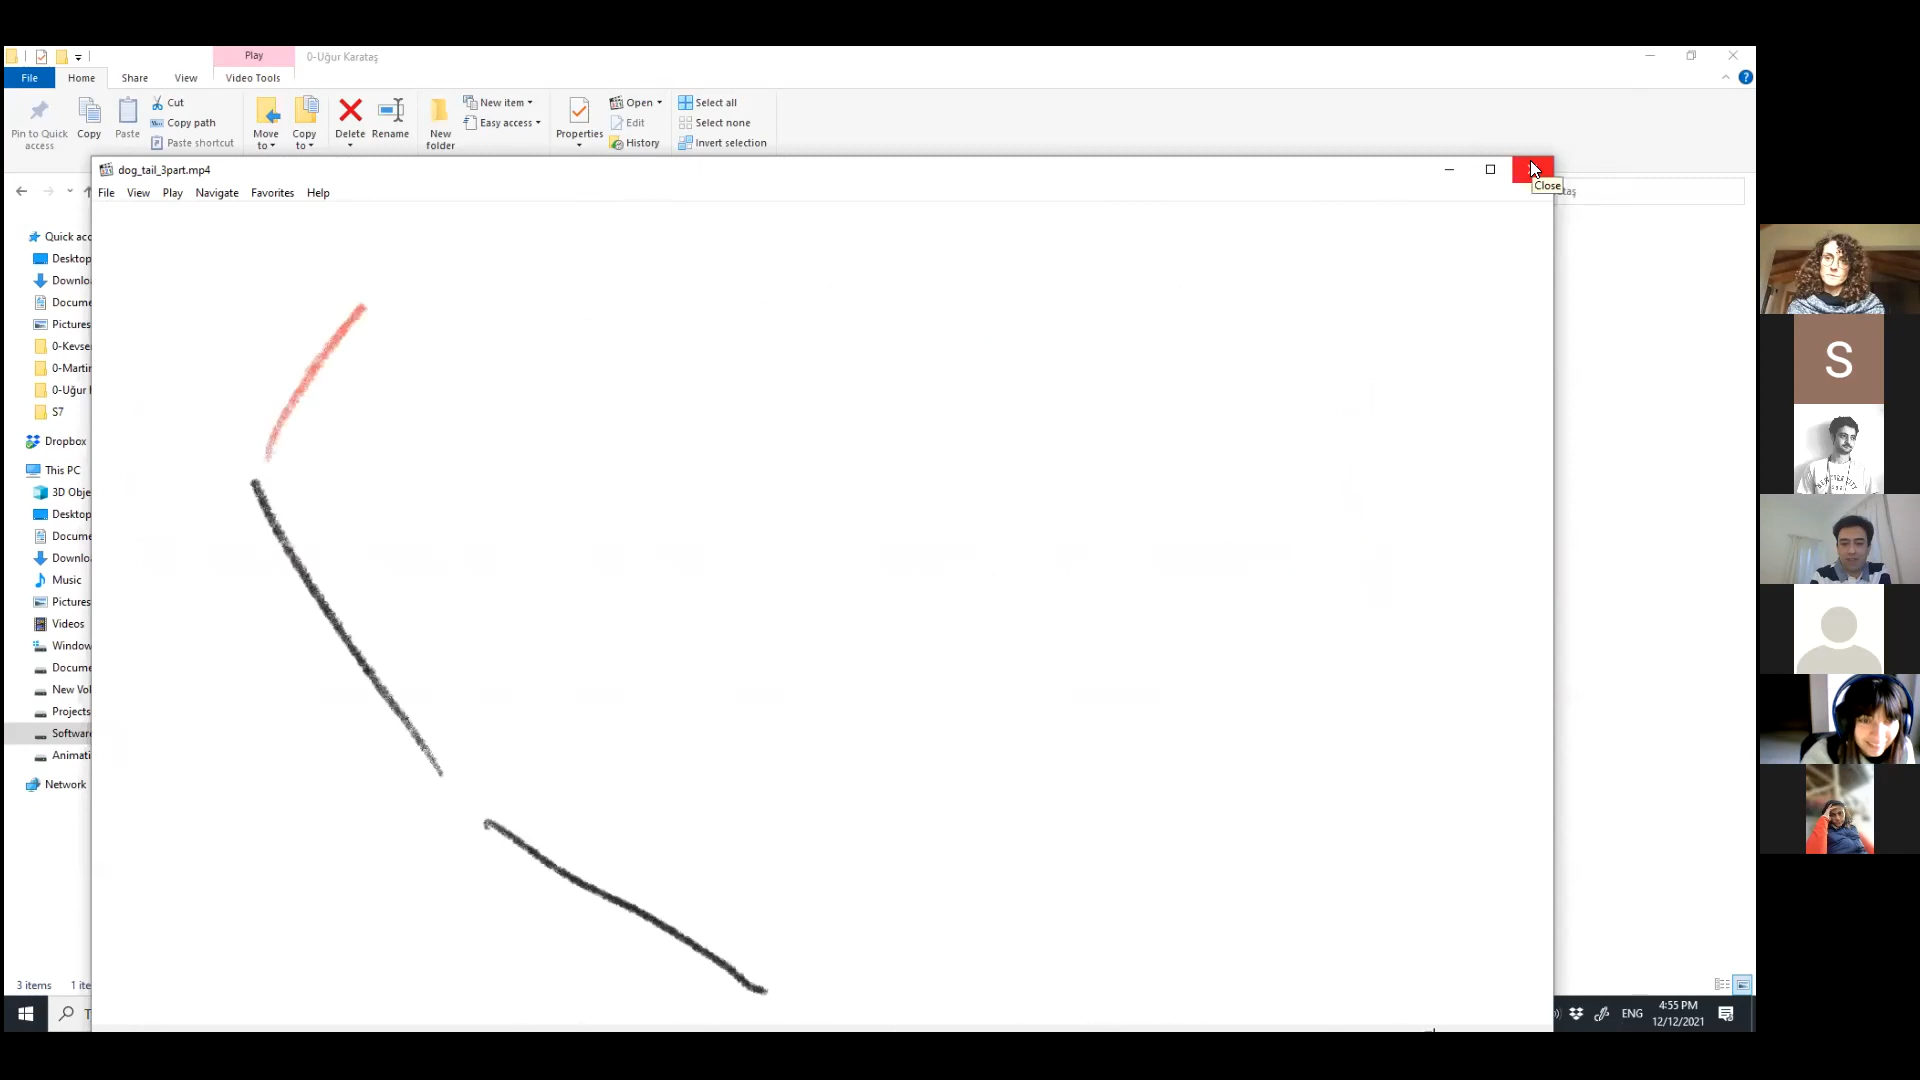 Play
0-Uğur Karataş
File
Home
Share
View
Video Tools
Pin to Quick access
Copy
Paste
Cut
Copy path
Paste shortcut
Move to
Copy to
Delete
Rename
New folder
New item
Easy access
Properties
Open
Edit
History
Select all
Select none
Invert selection
dog_tail_3part.mp4
Close
taş
File
View
Play
Navigate
Favorites
Help
Quick acc
Desktop
Downlo
Docume
Pictures
0-Kevse
0-Martin
0-Uğur
S7
Dropbox
This PC
3D Obje
Desktop
Docume
Downlo
Music
Pictures
Videos
Window
Docume
New Vol
Projects
Softwar
Animati
Network
3 items
1 ite
T
ENG
4:55 PM
12/12/2021
S